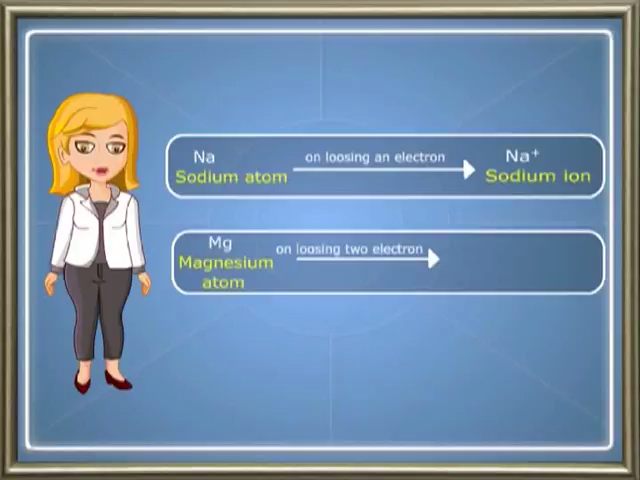 Na on loosing an electron Na⁺
Sodium atom Sodium ion
Mg on loosing two electron
Magnesium
atom